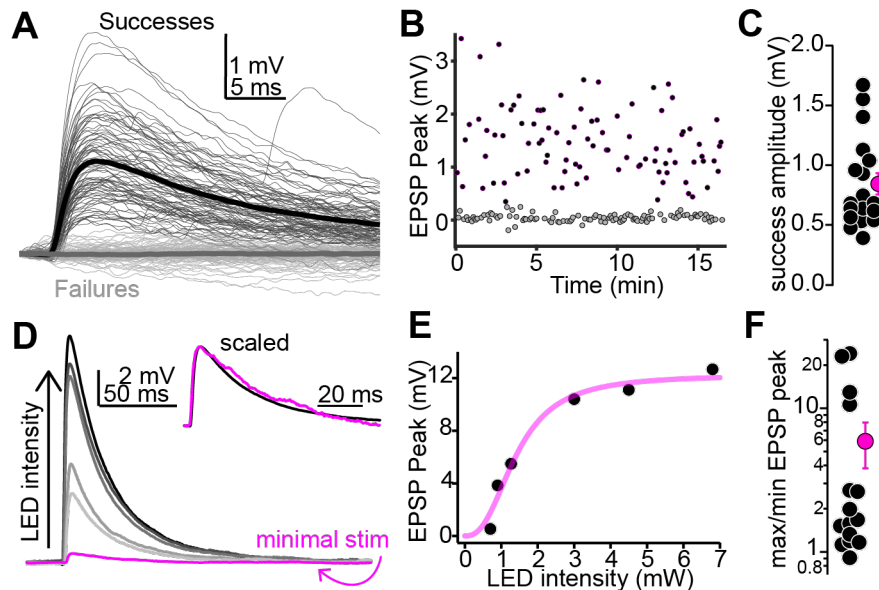 A
Successes
1 mV
5 ms
Failures
B
EPSP Peak (mV)
3
2
1
0
0
5
10
15
Time (min)
C
success amplitude (mV)
2.0
1.5
1.0
0.5
0.0
D
LED intensity
2 mV
50 ms
scaled
20 ms
minimal stim
E
EPSP Peak (mV)
12
8
4
0
0
1
2
3
4
5
6
7
LED intensity (mW)
F
max/min EPSP peak
20
10
8
6
4
2
1
0.8